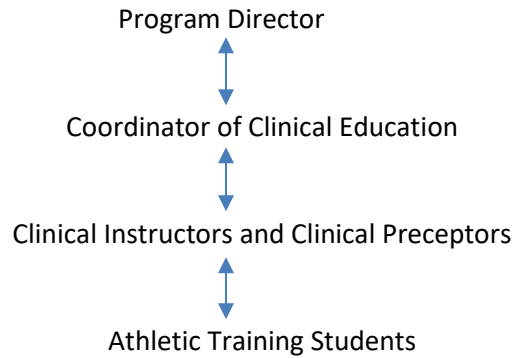 Program Director
Coordinator of Clinical Education
Clinical Instructors and Clinical Preceptors
Athletic Training Students